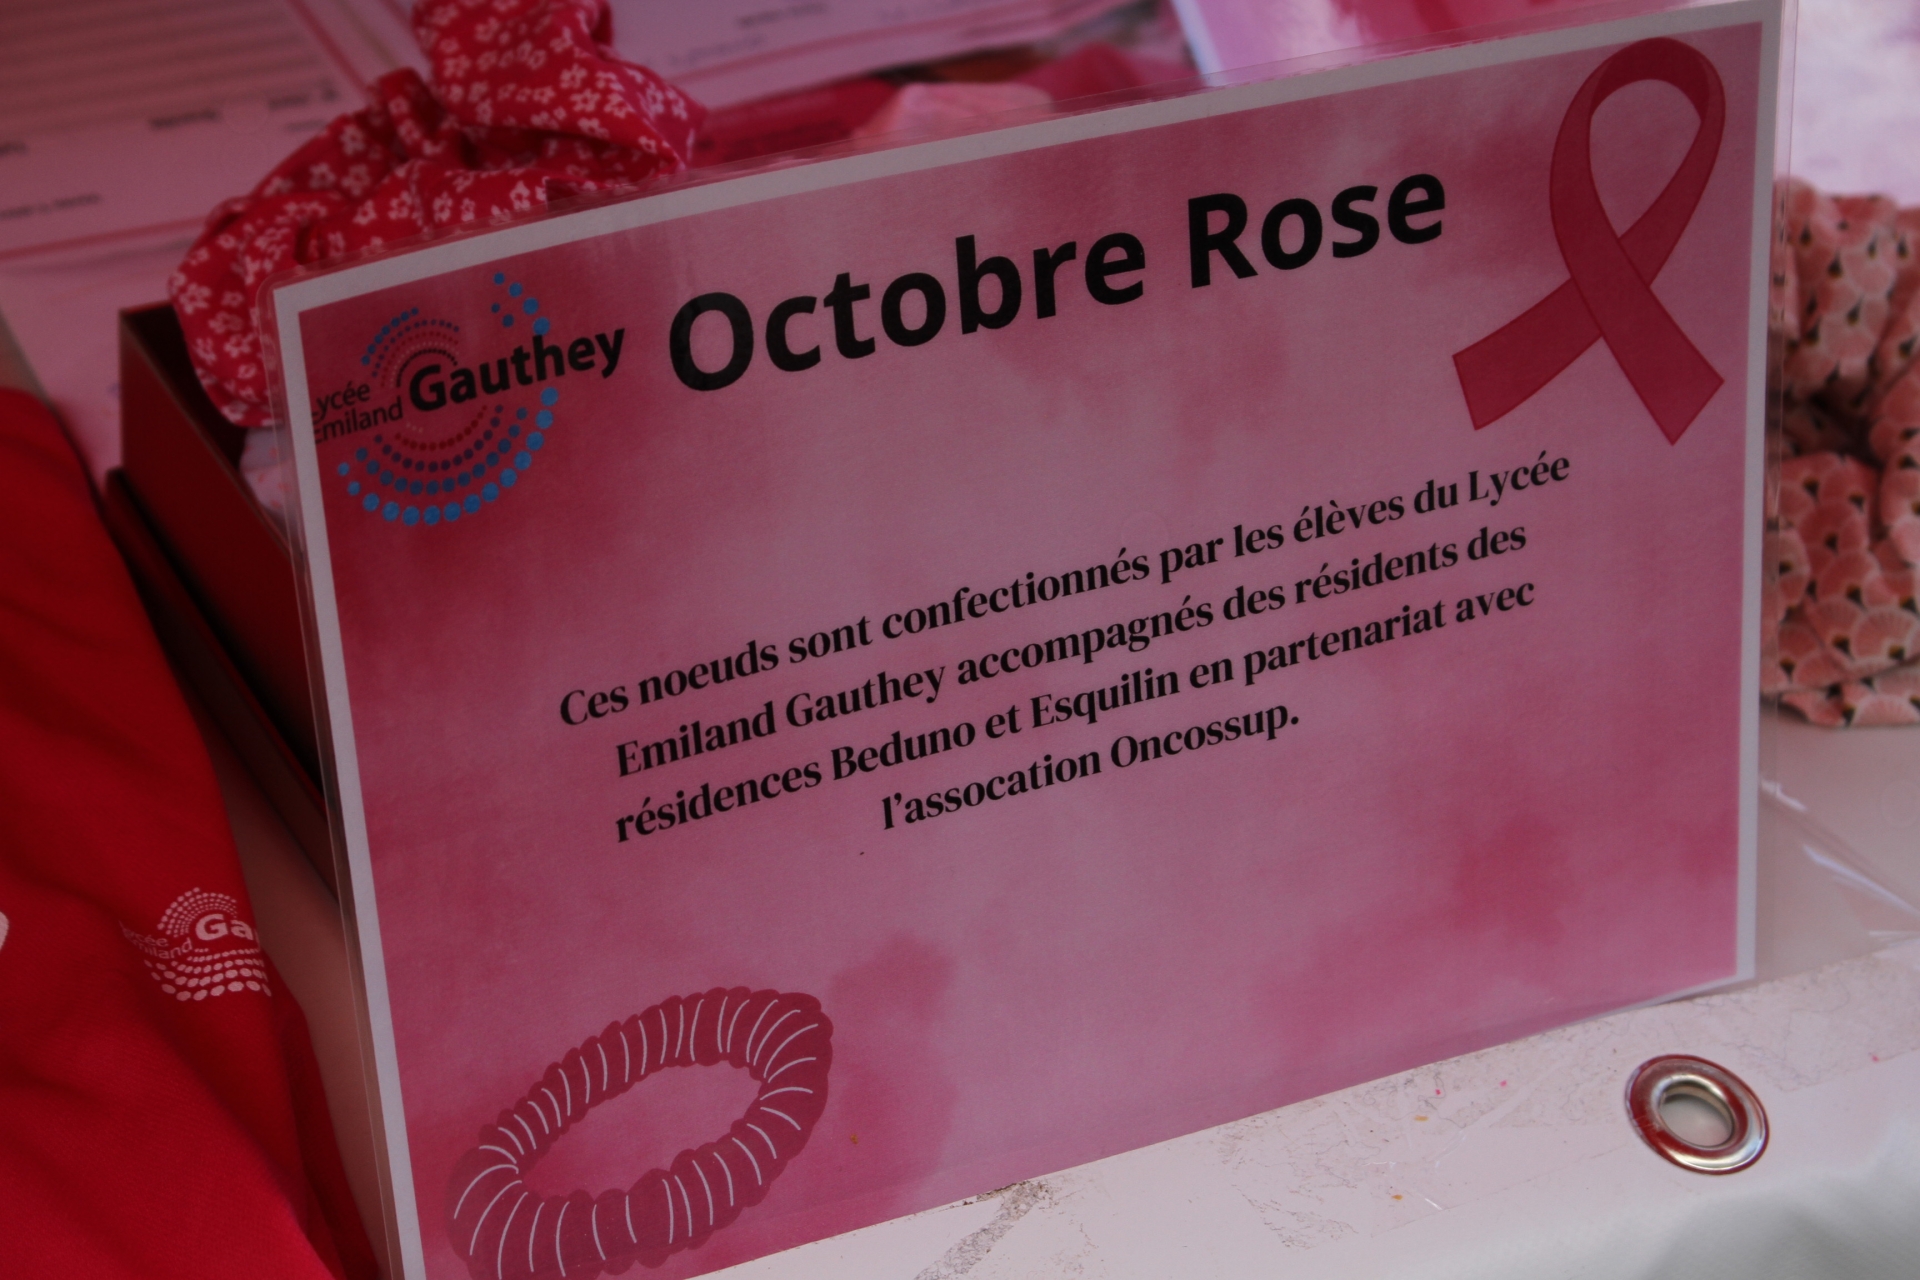 Octobre Rose
Lycée
Emiland Gauthey
Ces noeuds sont confectionnés par les élèves du Lycée
Emiland Gauthey accompagnés des résidents des
résidences Beduno et Esquilin en partenariat avec
l'assocation Oncossup.
Ga